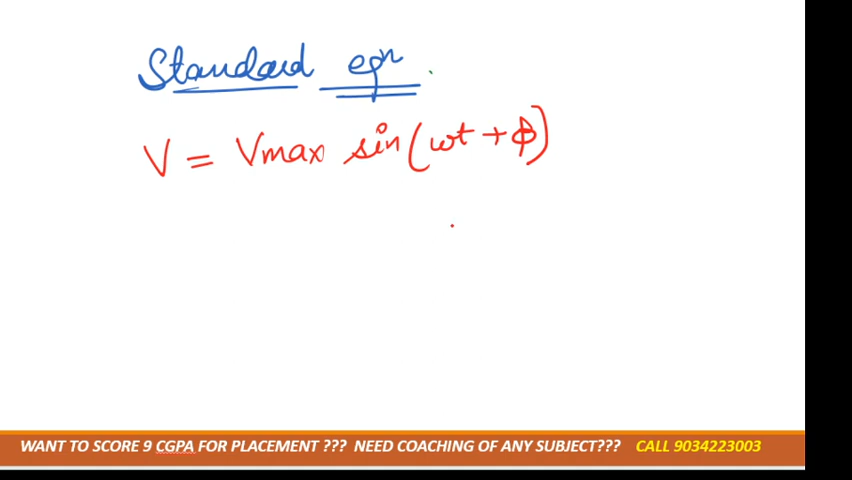 Standard eqn
V = Vmax sin(ωt + ϕ)
WANT TO SCORE 9 CGPA FOR PLACEMENT ??? NEED COACHING OF ANY SUBJECT??? CALL 9034223003